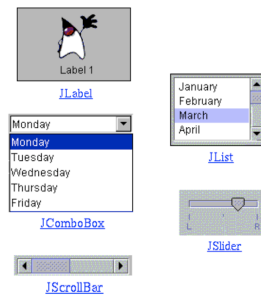 Label 1
JLabel
Monday
Monday
Tuesday
Wednesday
Thursday
Friday
JComboBox
JScrollBar
January
February
March
April
JList
L
R
JSlider